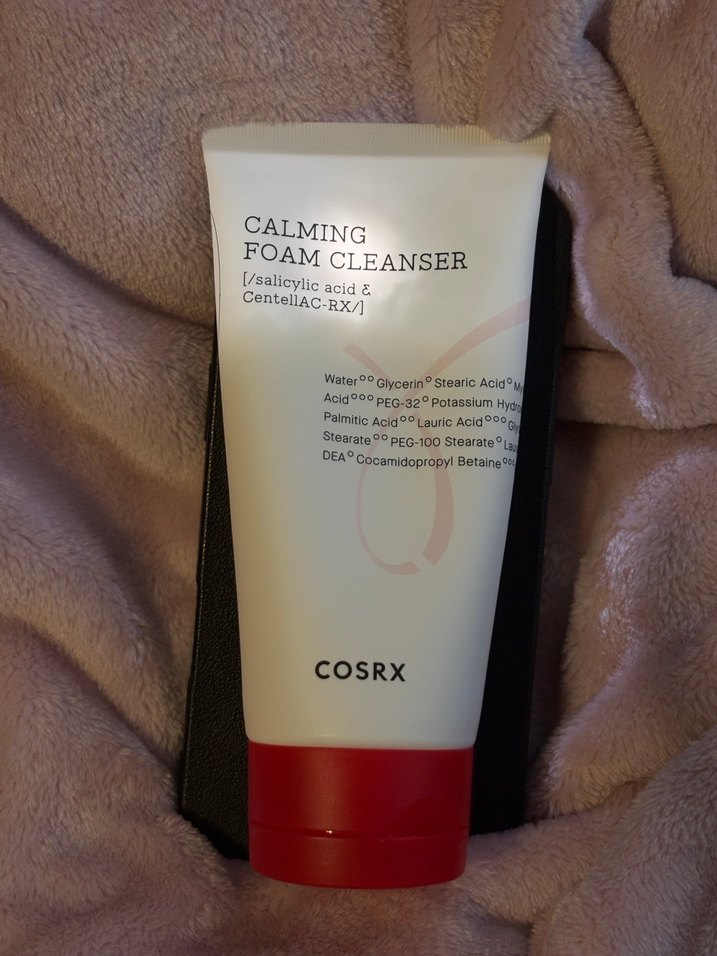 CALMING
FOAM CLEANSER
[/salicylic acid &
CentellAC-RX/]
Water°° Glycerin° Stearic Acid°
Acid°°° PEG-32° Potassium
Palmitic Acid°° Lauric Acid°°°
Stearate°° PEG-100 Stearate°
DEA° Cocamidopropyl Betaine°°°
COSRX